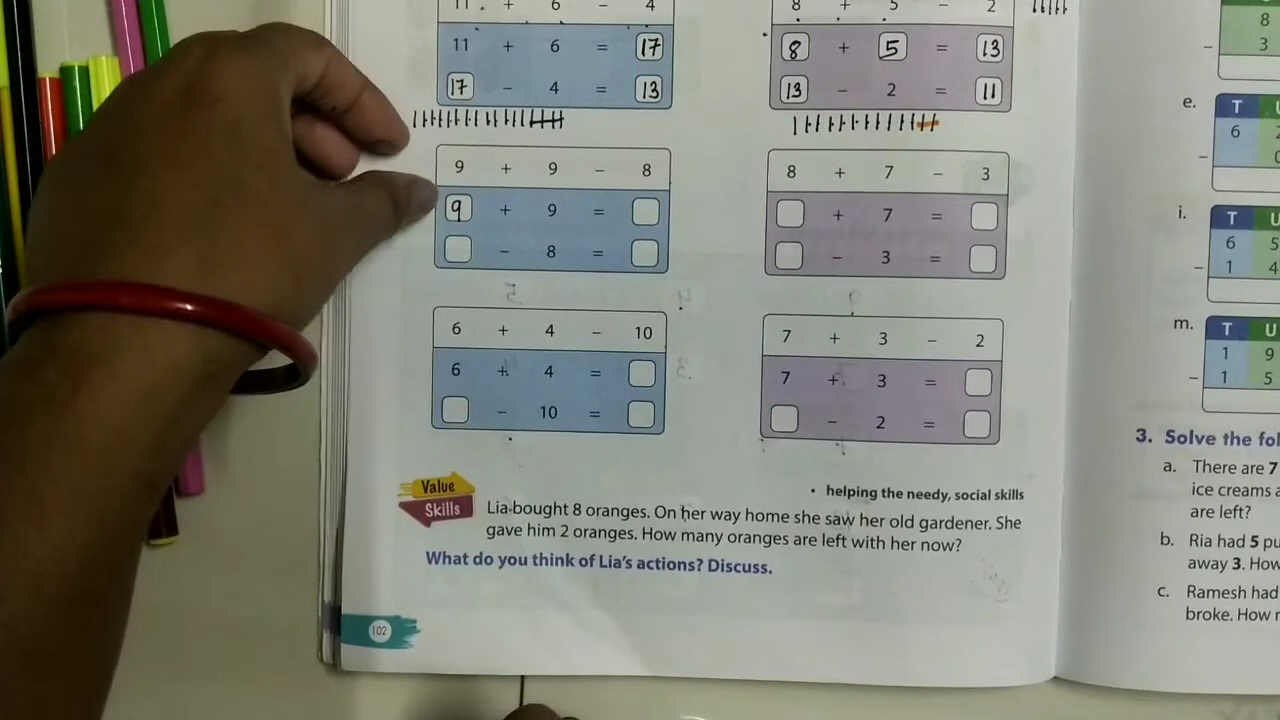 11 + 6 - 4
11 + 6 = 17
17 - 4 = 13
8 + 5 - 2
8 + 5 = 13
13 - 2 = 11
9 + 9 - 8
9 + 9 =
- 8 =
8 + 7 - 3
+ 7 =
- 3 =
6 + 4 - 10
6 + 4 =
- 10 =
7 + 3 - 2
7 + 3 =
- 2 =
Value
Skills
• helping the needy, social skills
Lia bought 8 oranges. On her way home she saw her old gardener. She
gave him 2 oranges. How many oranges are left with her now?
What do you think of Lia's actions? Discuss.
102
8
- 3
e.
T
6
-
i.
T U
6 5
- 1 4
m.
T U
1 9
- 1 5
3. Solve the
a. There are 7
ice creams
are left?
b. Ria had 5
away 3. How
c. Ramesh had
broke. How